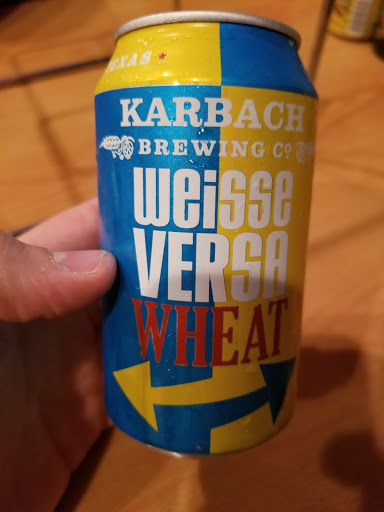 TEXAS ★
KARBACH
BREWING CO.
weisse
VERSA
WHEAT